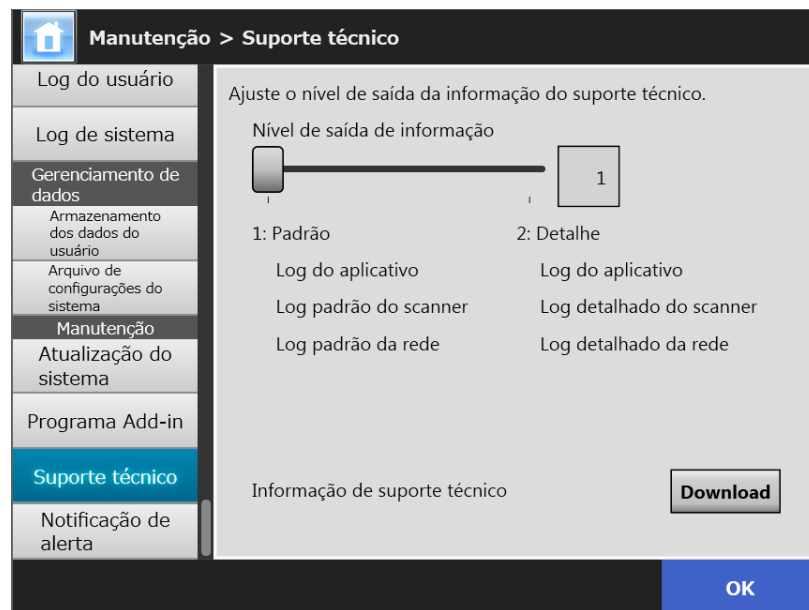 Manutenção > Suporte técnico
Log do usuário
Log de sistema
Gerenciamento de
dados
Armazenamento
dos dados do
usuário
Arquivo de
configurações do
sistema
Manutenção
Atualização do
sistema
Programa Add-in
Suporte técnico
Notificação de
alerta
Ajuste o nível de saída da informação do suporte técnico.
Nível de saída de informação
1
1: Padrão
2: Detalhe
Log do aplicativo
Log do aplicativo
Log padrão do scanner
Log detalhado do scanner
Log padrão da rede
Log detalhado da rede
Informação de suporte técnico
Download
OK